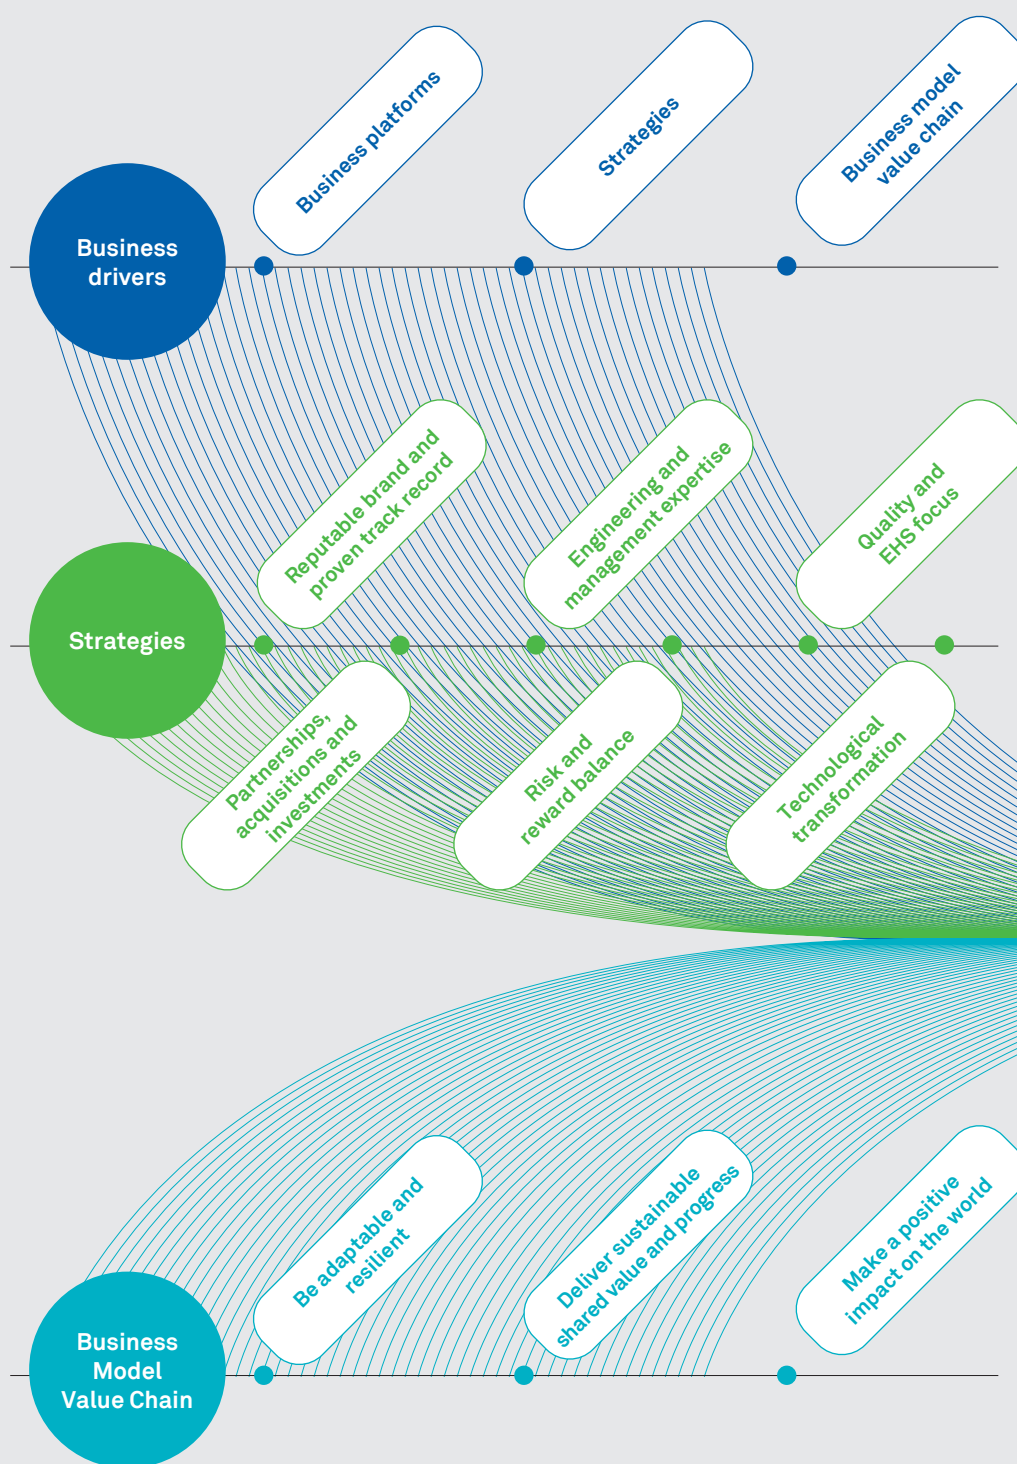 Business platforms
Strategies
Business model
value chain
Business
drivers
Reputable brand and
proven track record
Engineering and
management expertise
Quality and
EHS focus
Strategies
Partnerships,
acquisitions and
investments
Risk and
reward balance
Technological
transformation
Be adaptable and
resilient
Deliver sustainable
shared value and progress
Make a positive
impact on the world
Business
Model
Value Chain